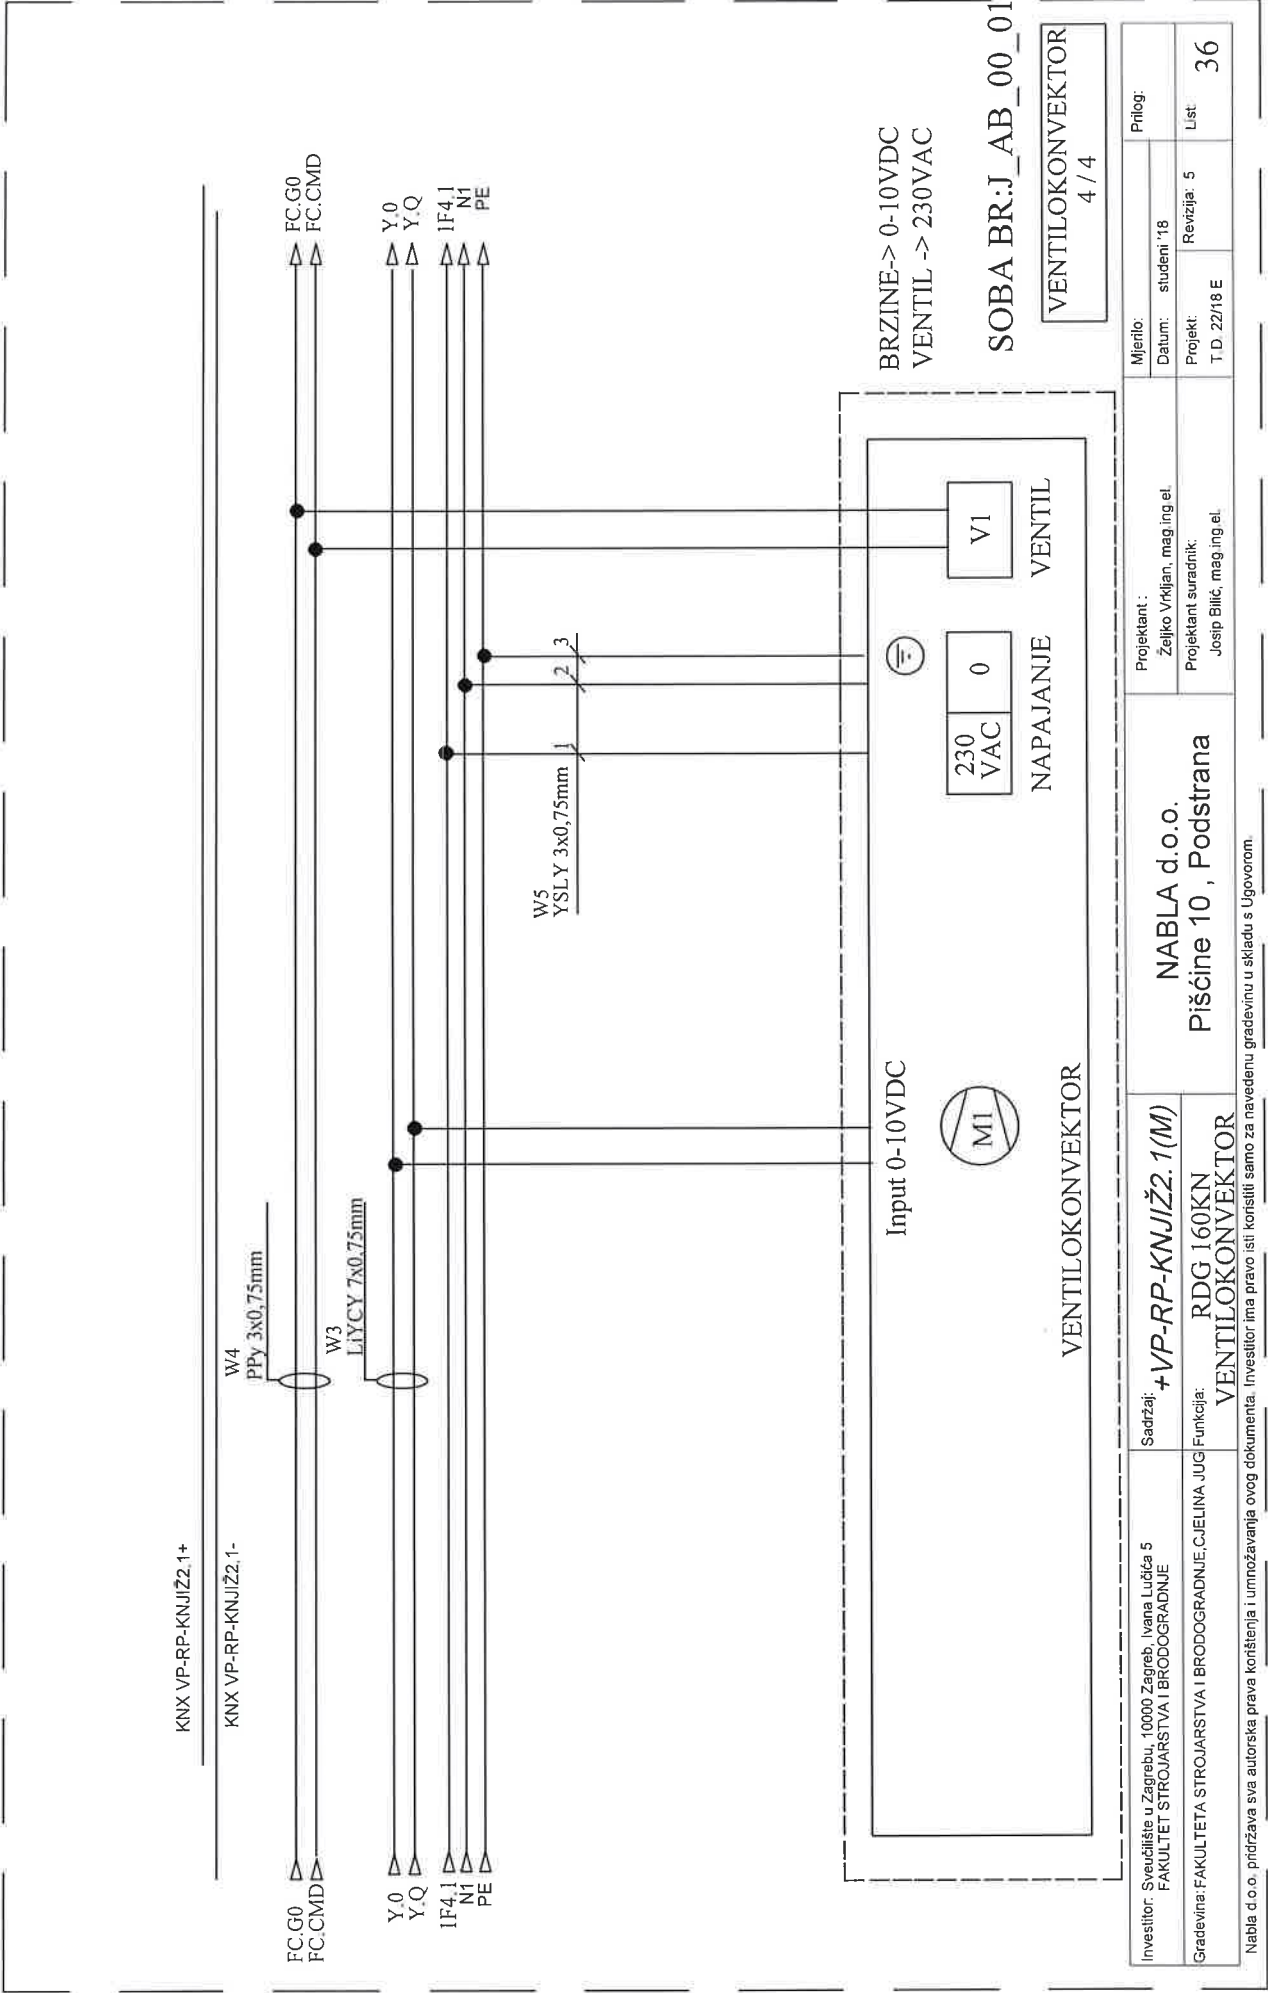 KNX VP-RP-KNJIŽ2.1+
KNX VP-RP-KNJIŽ2.1-
W4
PPy 3x0,75mm
FC.G0
FC.CMD
FC.G0
FC.CMD
W3
LiYCY 7x0.75mm
Y.0
Y.Q
Y.0
Y.Q
1F4.1
N1
PE
1F4.1
N1
PE
W5
YSLY 3x0,75mm
1
2
3
Input 0-10VDC
M1
VENTILOKONVEKTOR
230
VAC
0
NAPAJANJE
V1
VENTIL
BRZINE-> 0-10VDC
VENTIL -> 230VAC
SOBA BR:J_AB_00_01
VENTILOKONVEKTOR
4 / 4
Investitor: Sveučilište u Zagrebu, 10000 Zagreb, Ivana Lučića 5
FAKULTET STROJARSTVA I BRODOGRADNJE
Građevina: FAKULTETA STROJARSTVA I BRODOGRADNJE,CJELINA JUG
Sadržaj:
+VP-RP-KNJIŽ2.1(M)
Funkcija:
RDG 160KN
VENTILOKONVEKTOR
NABLA d.o.o.
Pišćine 10 , Podstrana
Projektant :
Željko Vrkljan, mag.ing.el.
Projektant suradnik:
Josip Bilić, mag.ing.el.
Mjerilo:
Datum: studeni '18
Projekt:
T.D. 22/18 E
Revizija: 5
Prilog:
List: 36
Nabla d.o.o. pridržava sva autorska prava korištenja i umnožavanja ovog dokumenta. Investitor ima pravo isti koristiti samo za navedenu građevinu u skladu s Ugovorom.